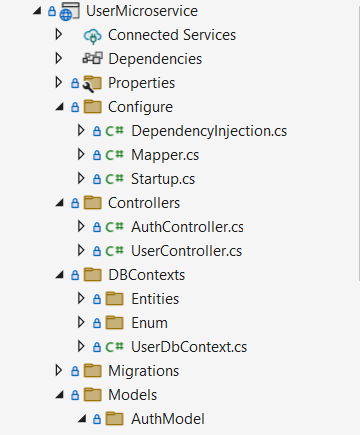 UserMicroservice
Connected Services
Dependencies
Properties
Configure
C# DependencyInjection.cs
C# Mapper.cs
C# Startup.cs
Controllers
C# AuthController.cs
C# UserController.cs
DBContexts
Entities
Enum
C# UserDbContext.cs
Migrations
Models
AuthModel